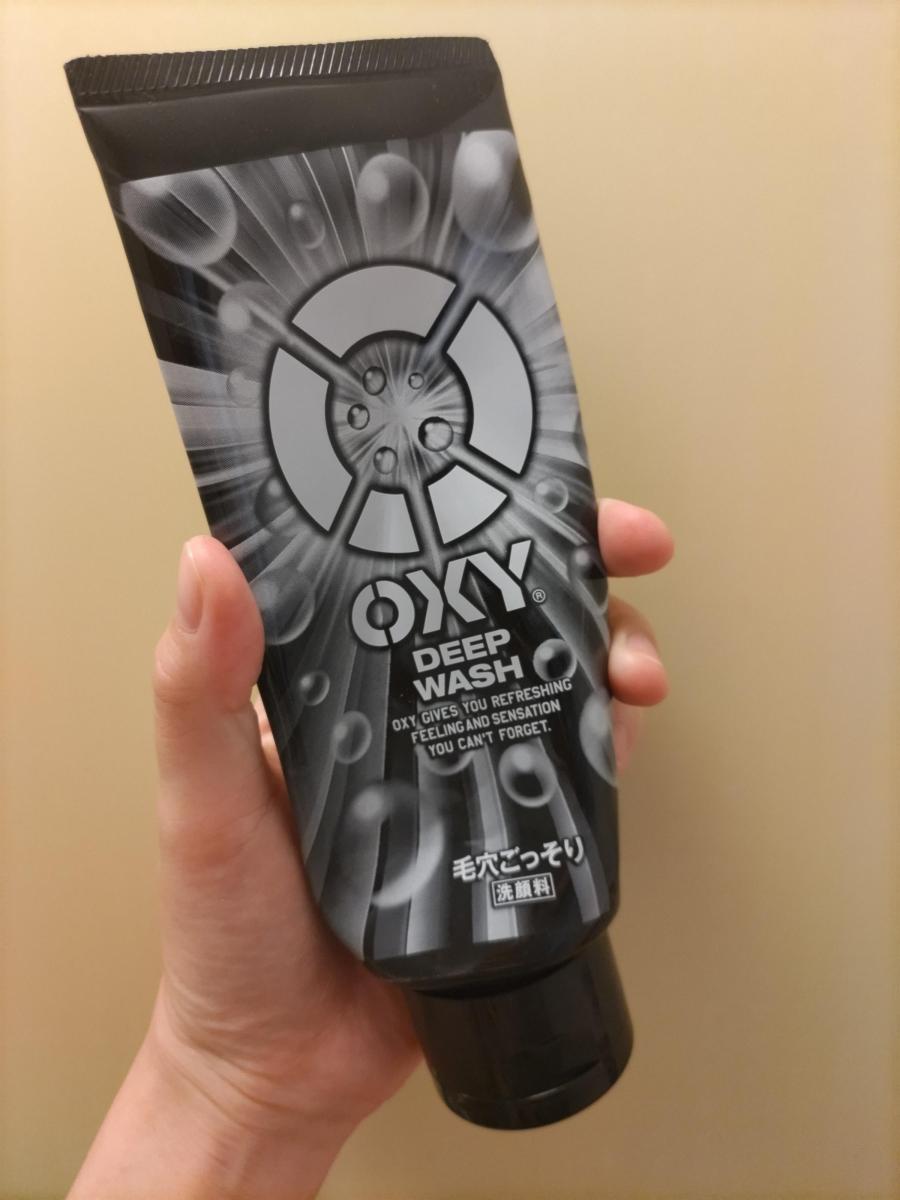 OXY®
DEEP
WASH
OXY GIVES YOU REFRESHING
FEELING AND SENSATION
YOU CAN'T FORGET.
毛穴ごっそり
洗顔料